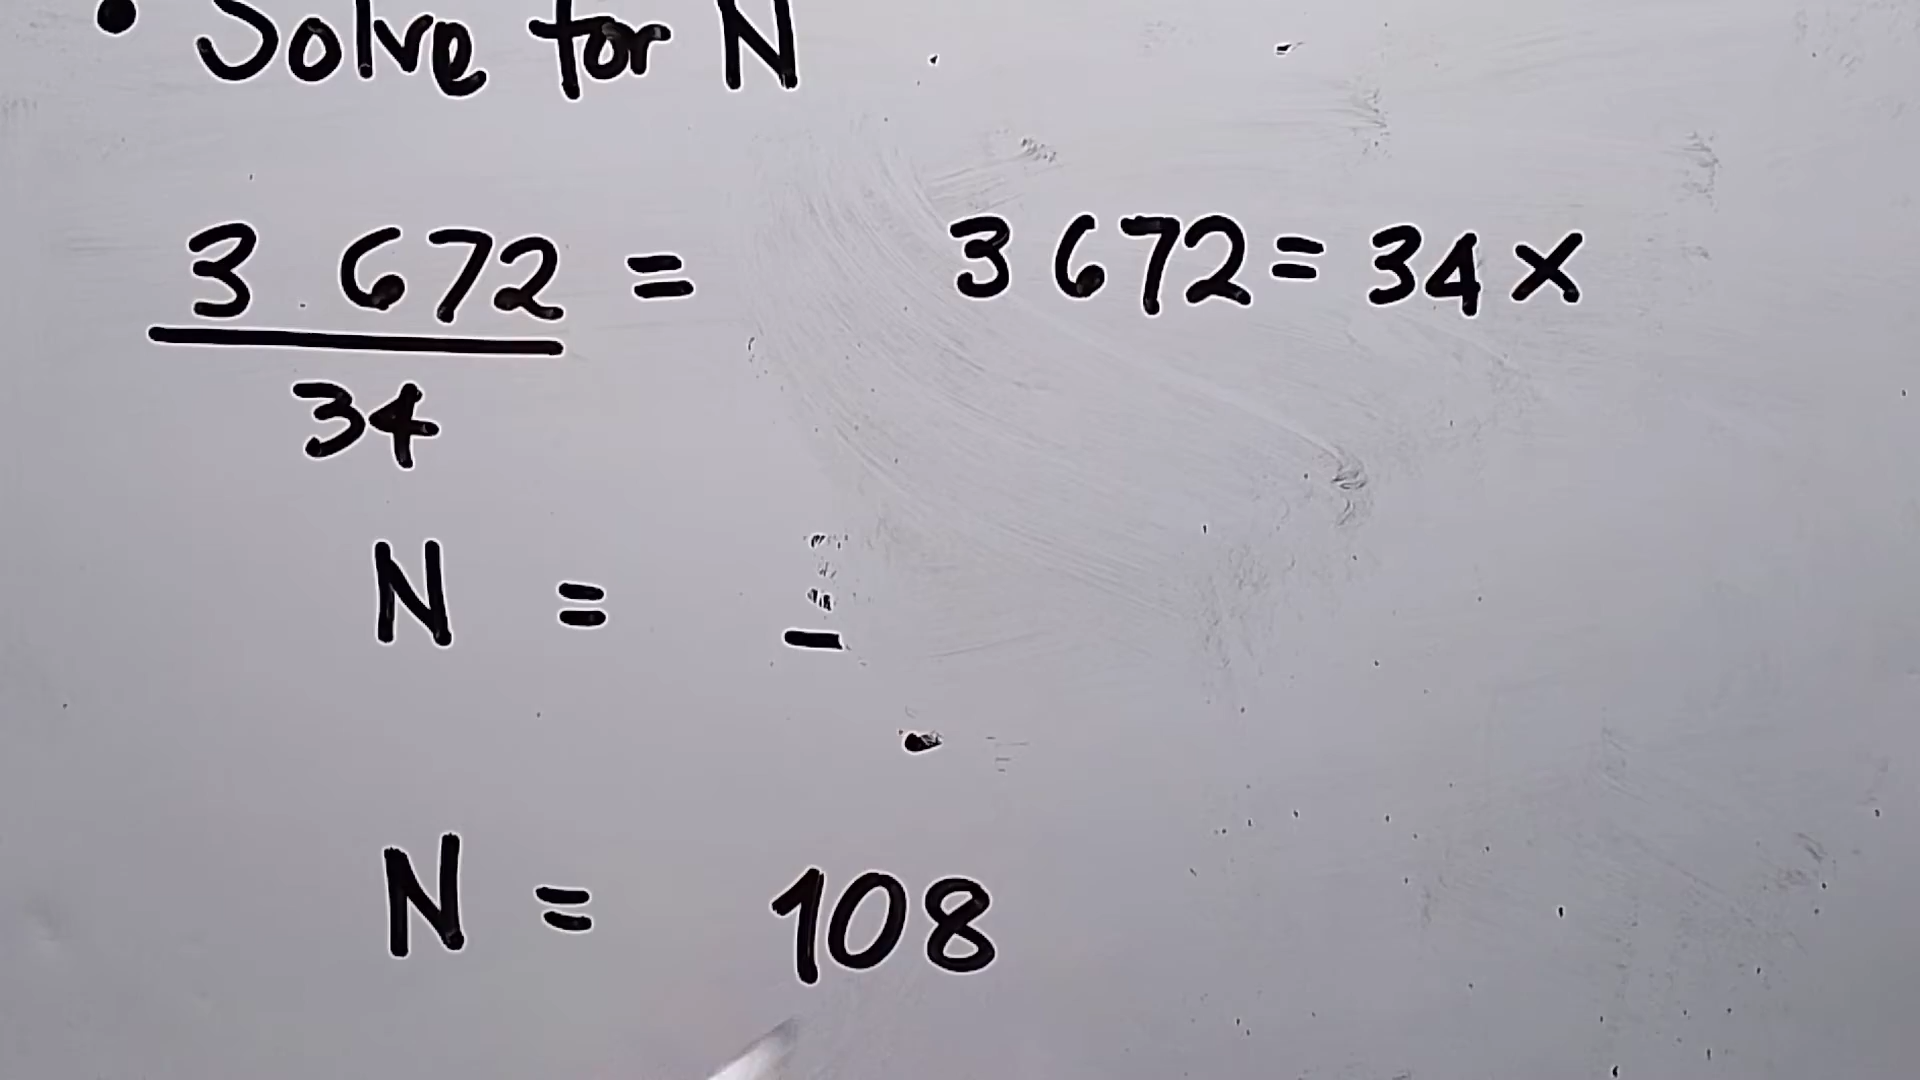 • Solve for N
3 672 = 3 672 = 34 ×
34
N = -
N = 108